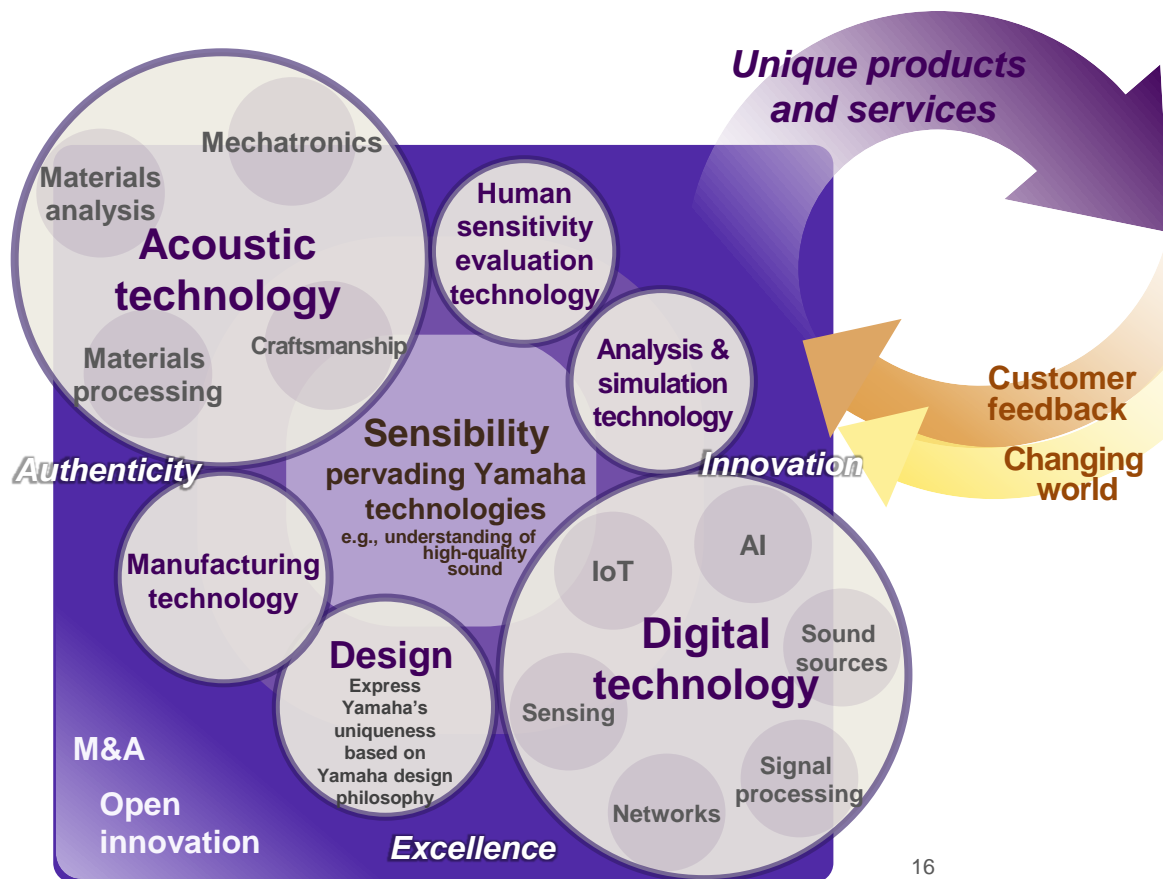 Unique products
and services
Mechatronics
Materials
analysis
Acoustic
technology
Materials
processing
Craftsmanship
Human
sensitivity
evaluation
technology
Analysis &
simulation
technology
Customer
feedback
Changing
world
Sensibility
pervading Yamaha
technologies
e.g., understanding of
high-quality
sound
Authenticity
Innovation
Manufacturing
technology
Design
Express
Yamaha’s
uniqueness
based on
Yamaha design
philosophy
AI
IoT
Digital
technology
Sound
sources
Sensing
Signal
processing
Networks
M&A
Open
innovation
Excellence
16